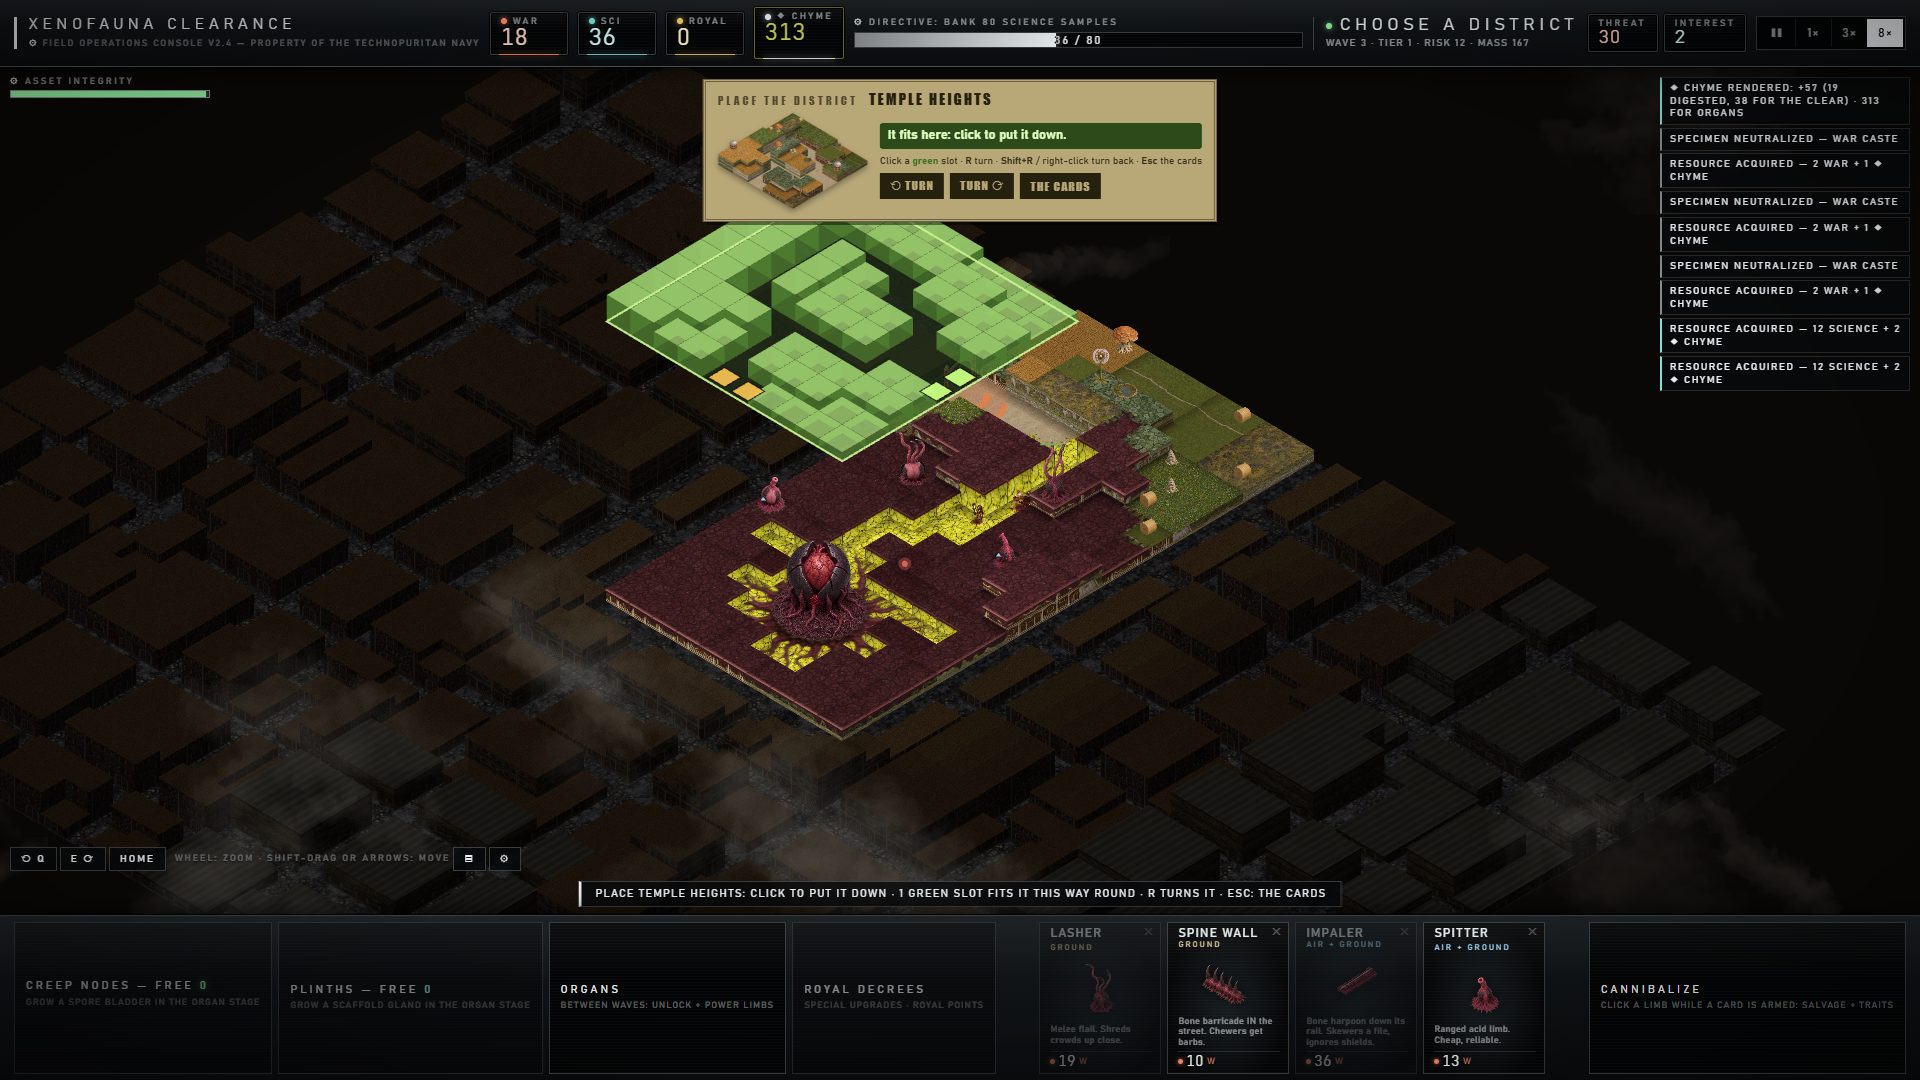 XENOFAUNA CLEARANCE
FIELD OPERATIONS CONSOLE V2.4 — PROPERTY OF THE TECHNOPURITAN NAVY
WAR
18
SCI
36
ROYAL
0
◆ CHYME
313
DIRECTIVE: BANK 80 SCIENCE SAMPLES
36 / 80
CHOOSE A DISTRICT
WAVE 3 · TIER 1 · RISK 12 · MASS 167
THREAT
30
INTEREST
2
1×
3×
8×
ASSET INTEGRITY
PLACE THE DISTRICT TEMPLE HEIGHTS
It fits here: click to put it down.
Click a green slot · R turn · Shift+R / right-click turn back · Esc the cards
TURN
TURN
THE CARDS
◆ CHYME RENDERED: +57 (19
DIGESTED, 38 FOR THE CLEAR) · 313
FOR ORGANS
SPECIMEN NEUTRALIZED — WAR CASTE
RESOURCE ACQUIRED — 2 WAR + 1 ◆
CHYME
SPECIMEN NEUTRALIZED — WAR CASTE
RESOURCE ACQUIRED — 2 WAR + 1 ◆
CHYME
SPECIMEN NEUTRALIZED — WAR CASTE
RESOURCE ACQUIRED — 2 WAR + 1 ◆
CHYME
RESOURCE ACQUIRED — 12 SCIENCE + 2
◆ CHYME
RESOURCE ACQUIRED — 12 SCIENCE + 2
◆ CHYME
Q
E
HOME
WHEEL: ZOOM · SHIFT-DRAG OR ARROWS: MOVE
PLACE TEMPLE HEIGHTS: CLICK TO PUT IT DOWN · 1 GREEN SLOT FITS IT THIS WAY ROUND · R TURNS IT · ESC: THE CARDS
CREEP NODES — FREE 0
GROW A SPORE BLADDER IN THE ORGAN STAGE
PLINTHS — FREE 0
GROW A SCAFFOLD GLAND IN THE ORGAN STAGE
ORGANS
BETWEEN WAVES: UNLOCK + POWER LIMBS
ROYAL DECREES
SPECIAL UPGRADES · ROYAL POINTS
LASHER
GROUND
Melee flail. Shreds
crowds up close.
19 W
SPINE WALL
GROUND
Bone barricade IN the
street. Chewers get
barbs.
10 W
IMPALER
AIR + GROUND
Bone harpoon down its
rail. Skewers a file,
ignores shields.
36 W
SPITTER
AIR + GROUND
Ranged acid limb.
Cheap, reliable.
13 W
CANNIBALIZE
CLICK A LIMB WHILE A CARD IS ARMED: SALVAGE + TRAITS